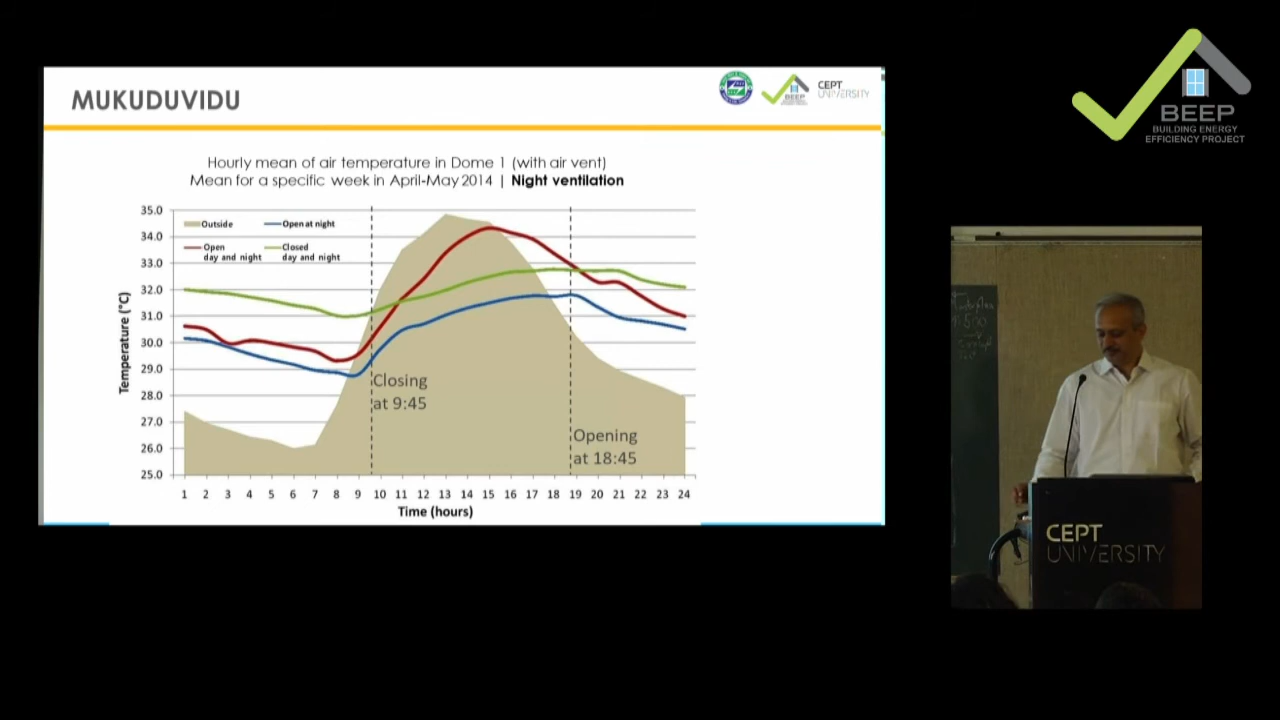 MUKUDUVIDU
BEEP
CEPT
UNIVERSITY
BEEP
BUILDING ENERGY
EFFICIENCY PROJECT
Hourly mean of air temperature in Dome 1 (with air vent)
Mean for a specific week in April-May 2014 | Night ventilation
Outside
Open at night
Open
day and night
Closed
day and night
Temperature (°C)
35.0
34.0
33.0
32.0
31.0
30.0
29.0
28.0
27.0
26.0
25.0
Closing
at 9:45
Opening
at 18:45
1 2 3 4 5 6 7 8 9 10 11 12 13 14 15 16 17 18 19 20 21 22 23 24
Time (hours)
CEPT
UNIVERSITY